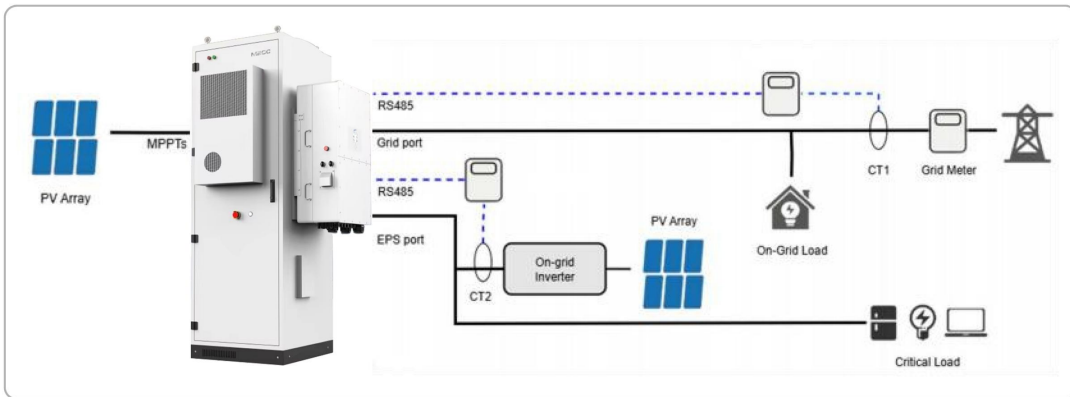 RS485
Grid port
MPPTs
PV Array
CT1
Grid Meter
RS485
EPS port
On-Grid Load
PV Array
On-grid
Inverter
CT2
Critical Load